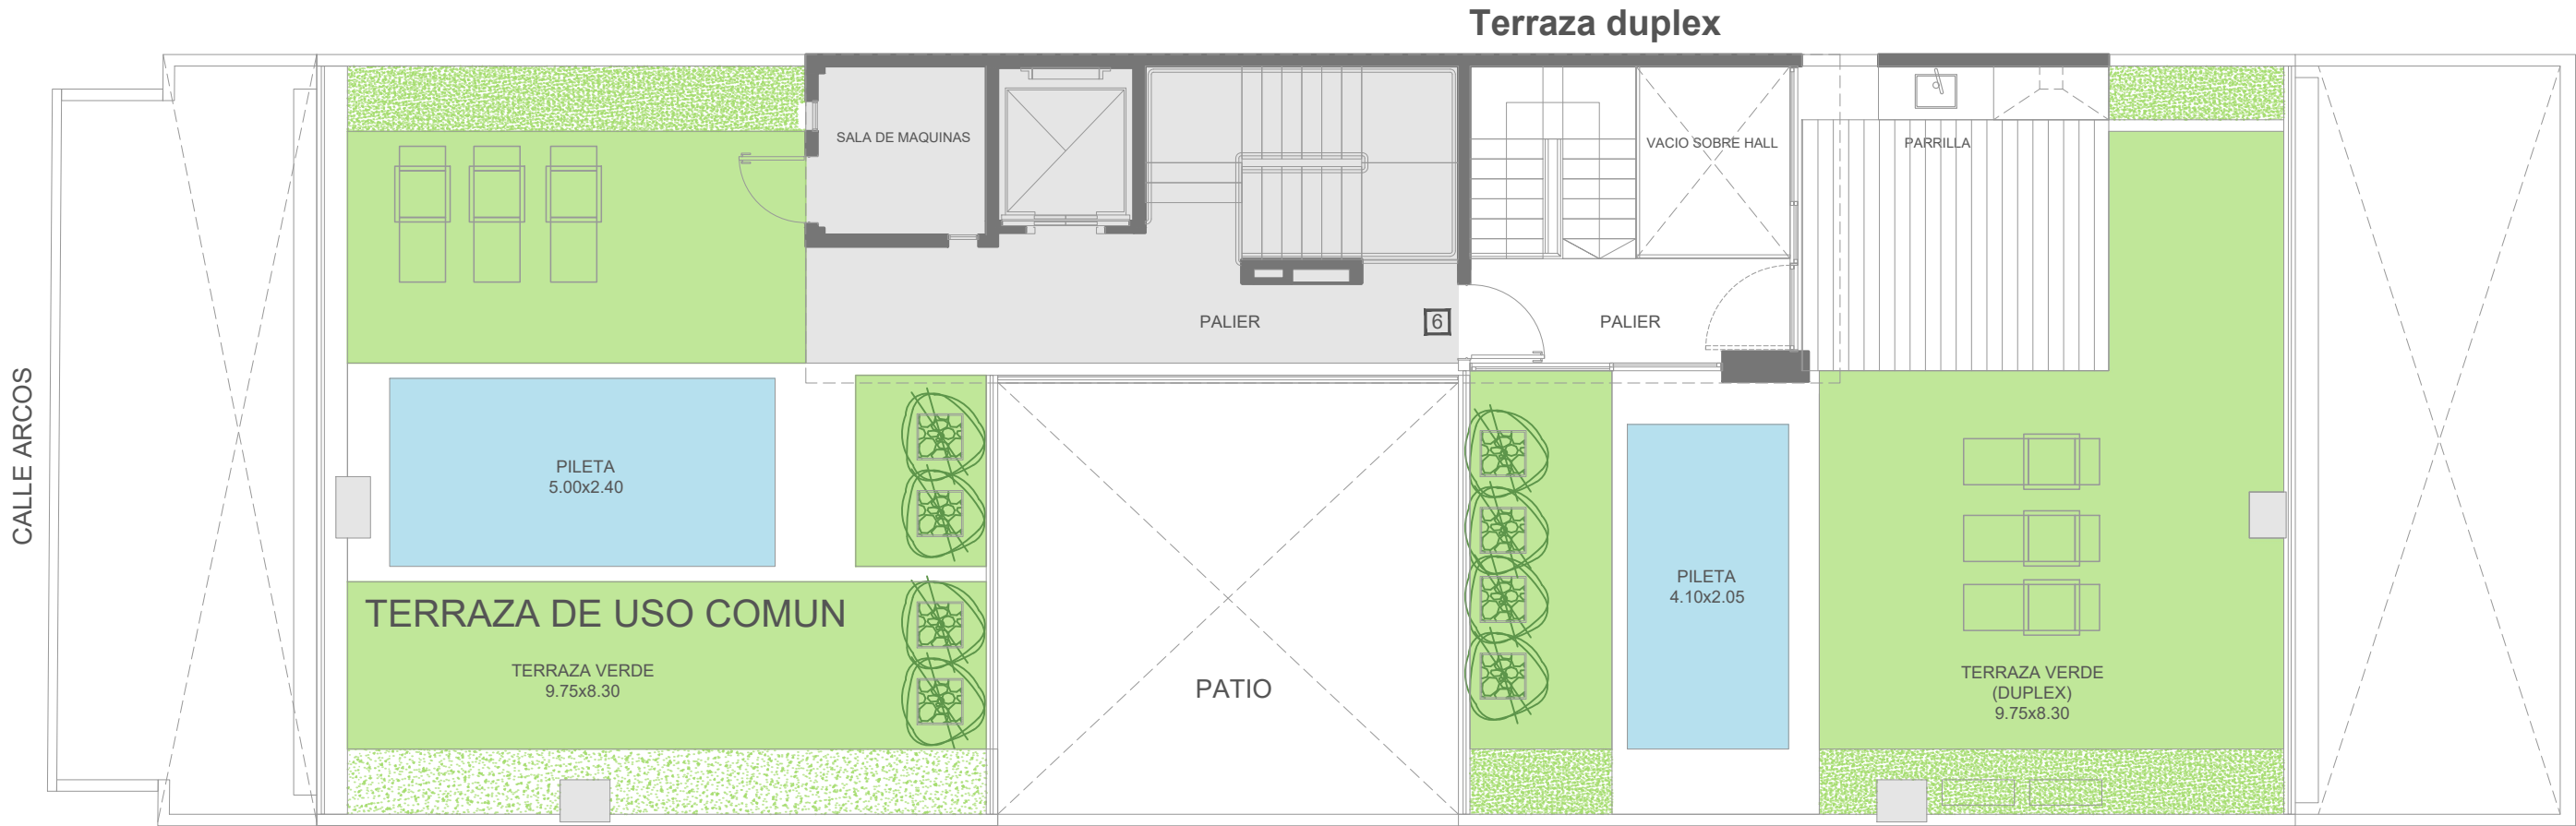 Terraza duplex
SALA DE MAQUINAS
VACIO SOBRE HALL
PARRILLA
PALIER
6
PALIER
CALLE ARCOS
PILETA
5.00x2.40
PILETA
4.10x2.05
TERRAZA DE USO COMUN
TERRAZA VERDE
9.75x8.30
PATIO
TERRAZA VERDE
(DUPLEX)
9.75x8.30